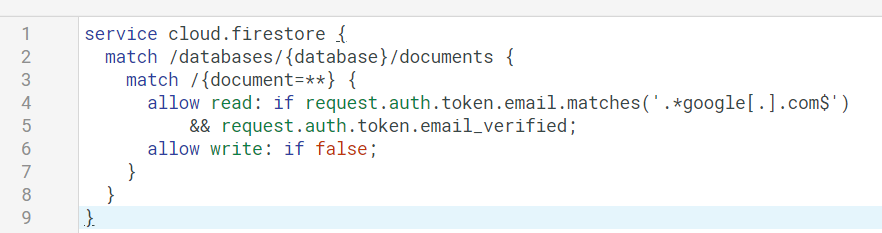 1 service cloud.firestore {
2 match /databases/{database}/documents {
3 match /{document=**} {
4 allow read: if request.auth.token.email.matches('.*google[.].com$')
5 && request.auth.token.email_verified;
6 allow write: if false;
7 }
8 }
9 }